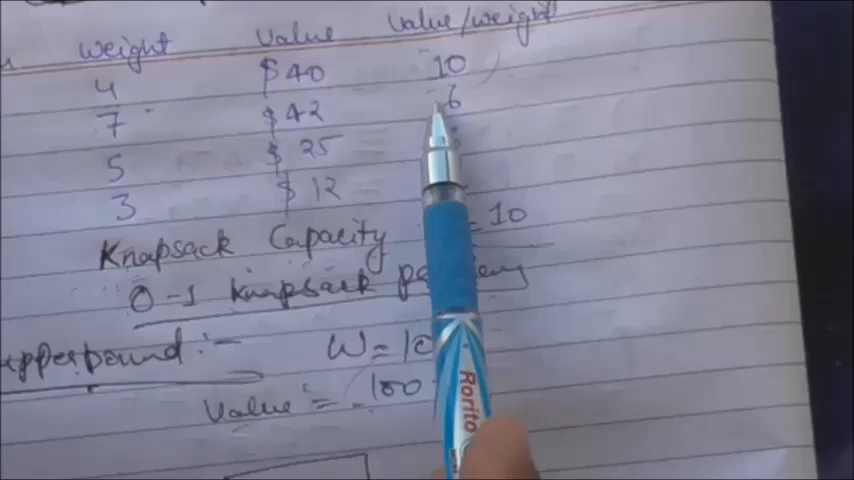 Weight Value Value/weight
4 $40 10
7 $42 6
5 $25
3 $12
Knapsack Capacity = 10
0-1 Knapsack
upperbound :- W = 10
Value = 100
Rorito